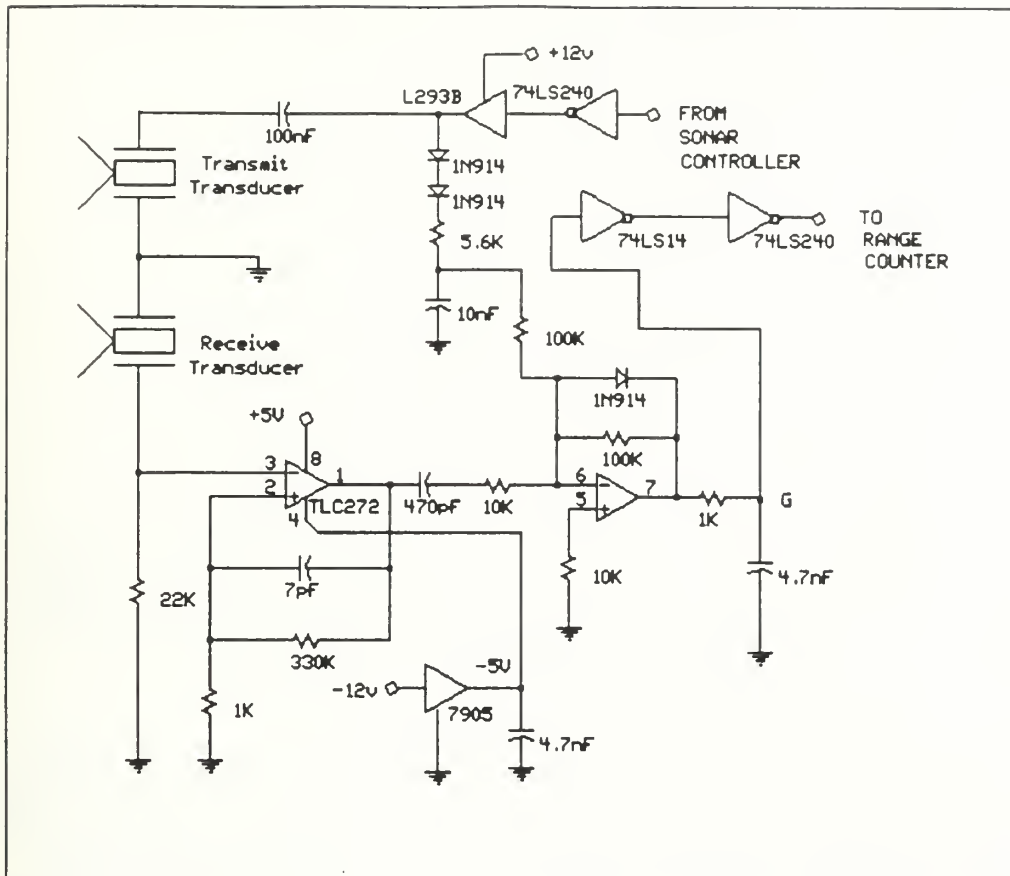 +12v
L293B
74LS240
100nF
FROM
SONAR
CONTROLLER
Transmit
Transducer
1N914
1N914
5.6K
74LS14
74LS240
TO
RANGE
COUNTER
10nF
100K
Receive
Transducer
1N914
100K
+5V
3
8
1
2
TLC272
4
470pF
10K
6
5
7
1K
G
10K
4.7nF
7pF
22K
330K
-5V
-12v
7905
1K
4.7nF